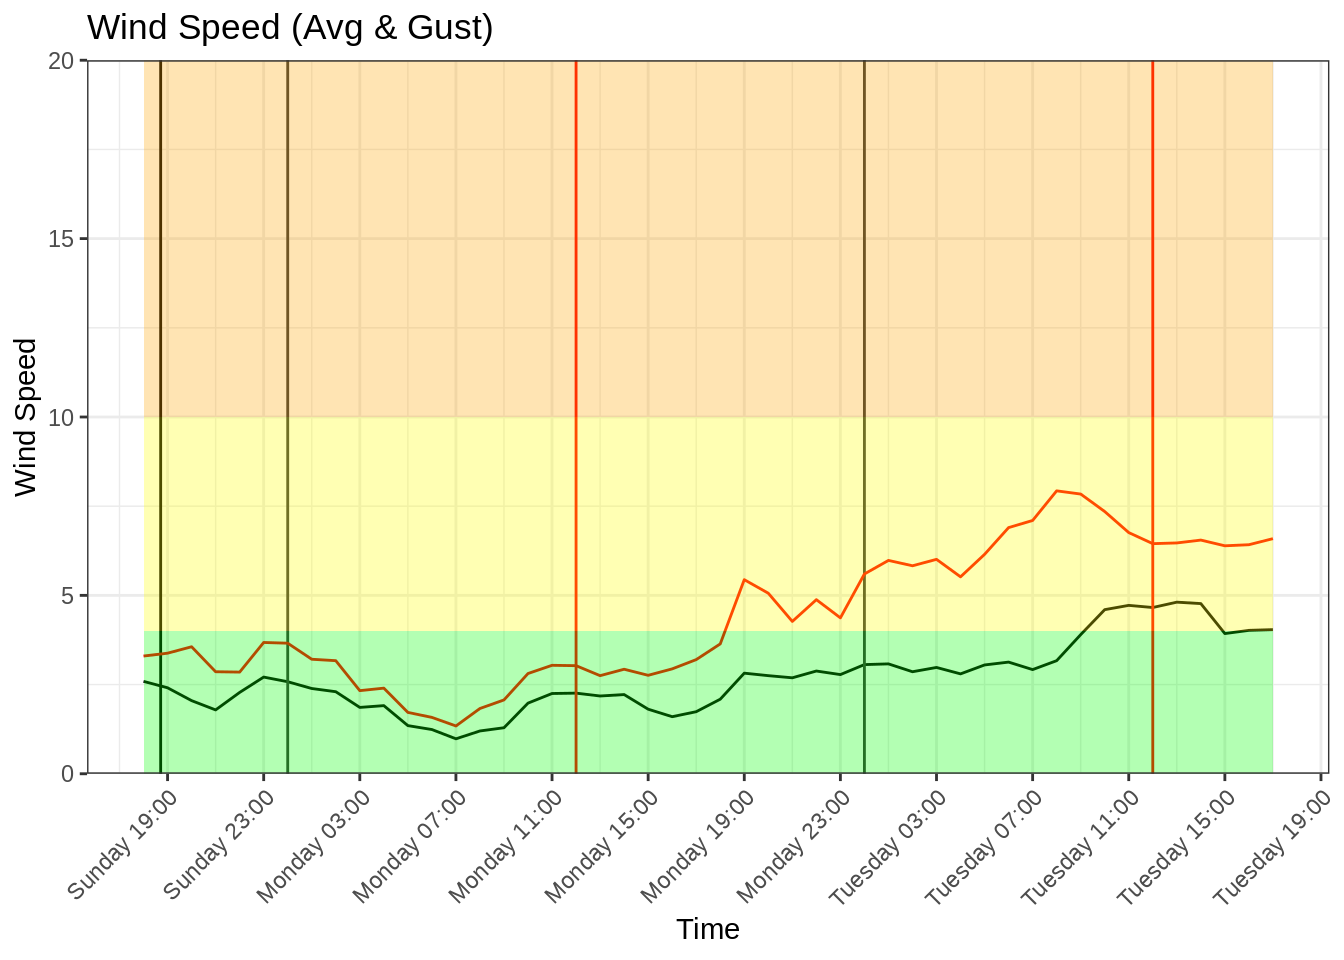 Wind Speed (Avg & Gust)
20
15
10
5
0
Wind Speed
Sunday 19:00
Sunday 23:00
Monday 03:00
Monday 07:00
Monday 11:00
Monday 15:00
Monday 19:00
Monday 23:00
Tuesday 03:00
Tuesday 07:00
Tuesday 11:00
Tuesday 15:00
Tuesday 19:00
Time